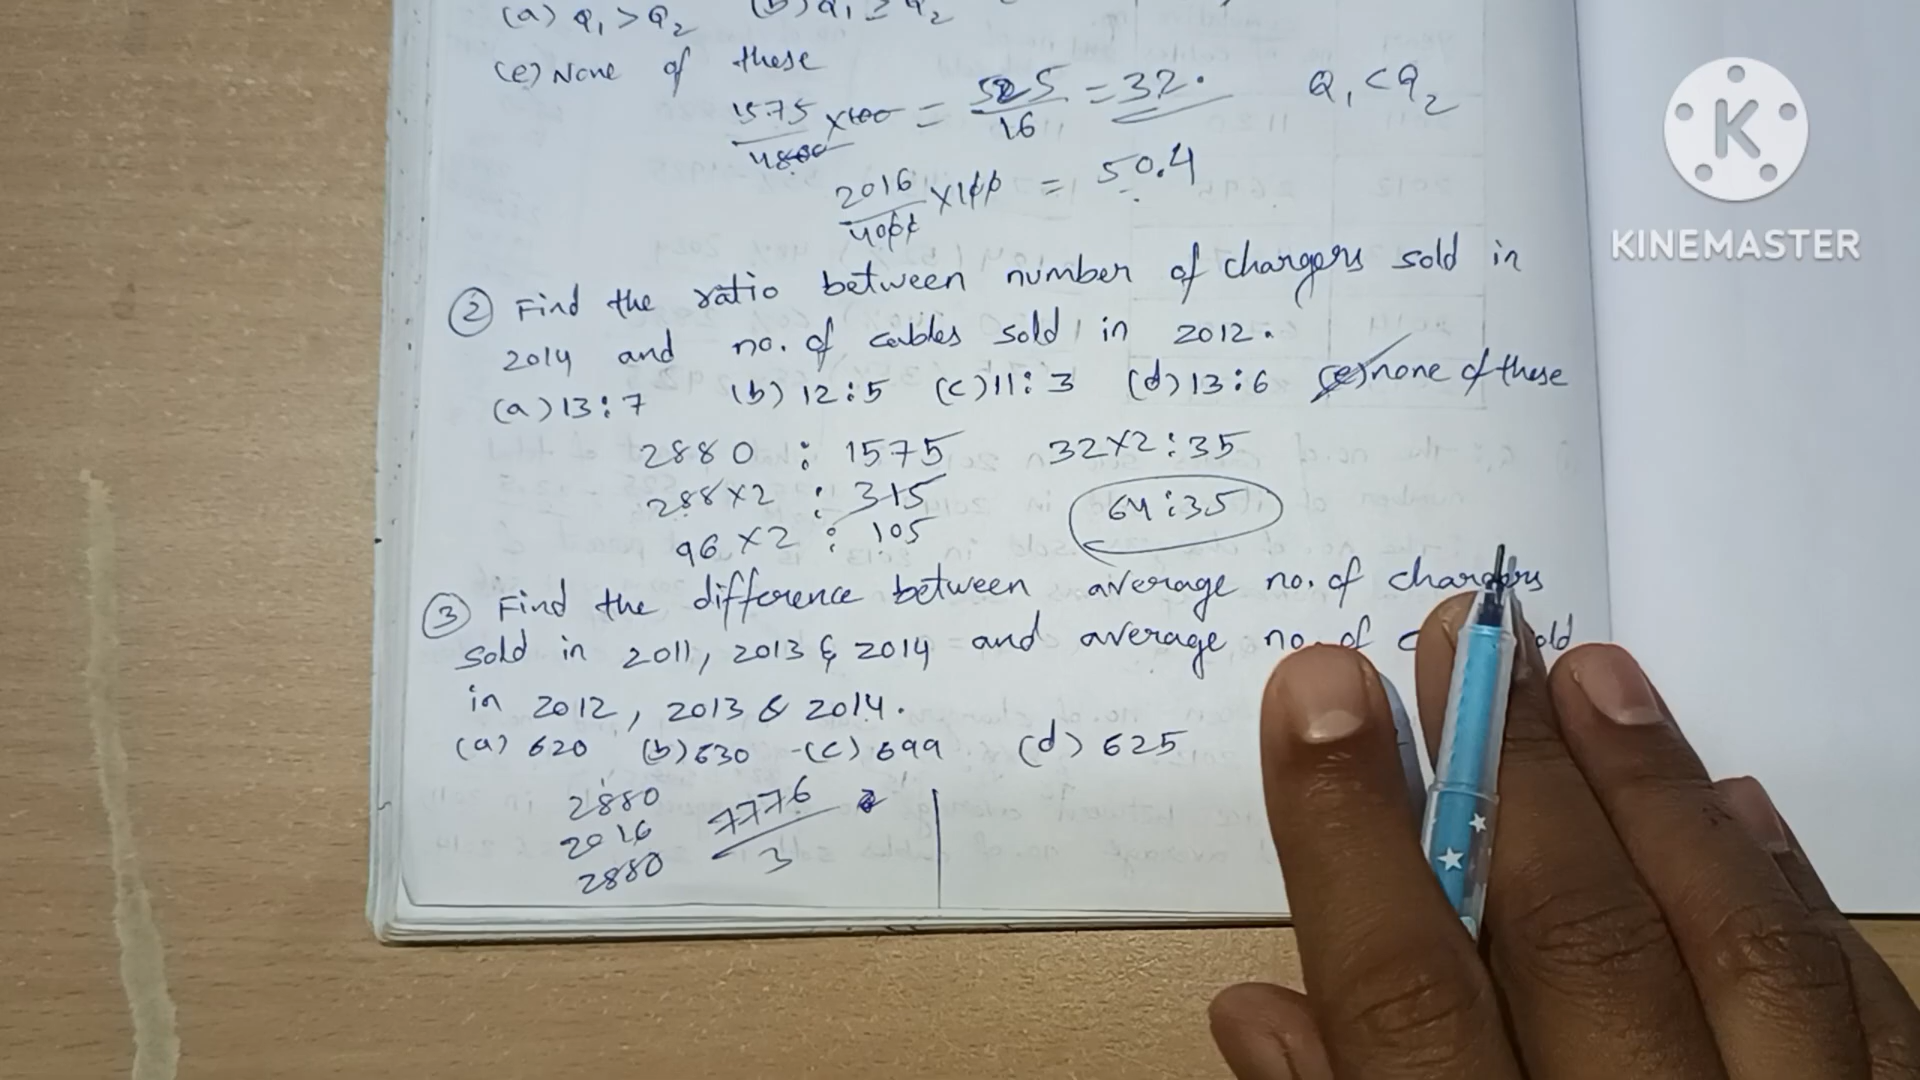 (a) Q₁ > Q₂ (b) Q₁ ≥ Q₂
(e) None of these
1575/4800 × 100 = 525/16 = 32. Q₁ < Q₂
2016/4000 × 100 = 50.4
② Find the ratio between number of chargers sold in
2014 and no. of cables sold in 2012.
(a) 13:7 (b) 12:5 (c) 11:3 (d) 13:6 (e) none of these
2880 : 1575 32×2:35
288×2 : 315 64:35
96×2 : 105
③ Find the difference between average no. of chargers
sold in 2011, 2013 & 2014 and average no. of
in 2012, 2013 & 2014.
(a) 620 (b) 630 (c) 699 (d) 625
2880
2016 7776/3
2880
K
KINEMASTER